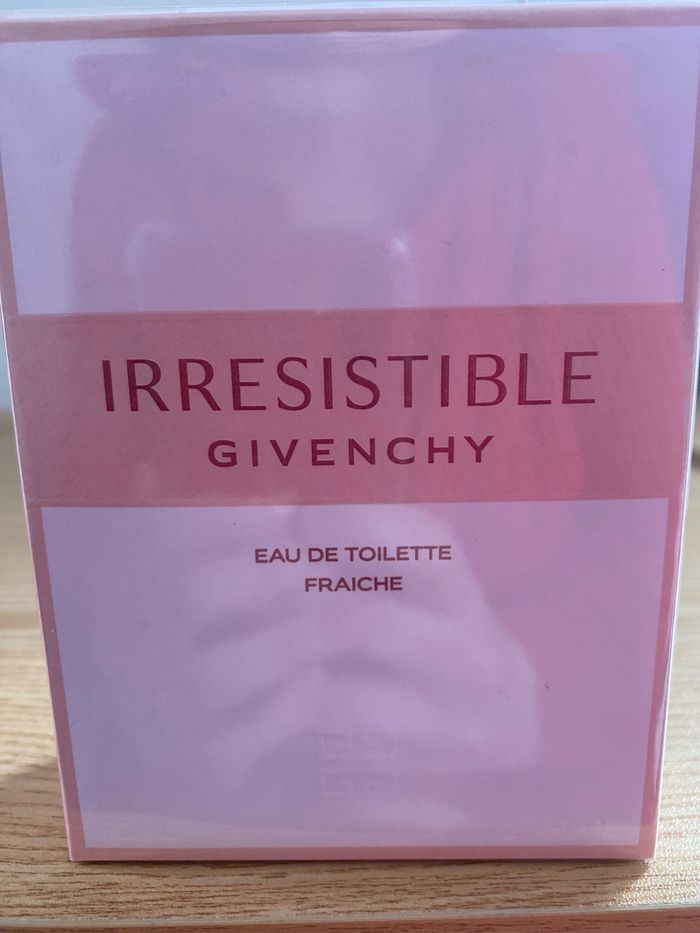 IRRESISTIBLE
GIVENCHY
EAU DE TOILETTE
FRAICHE